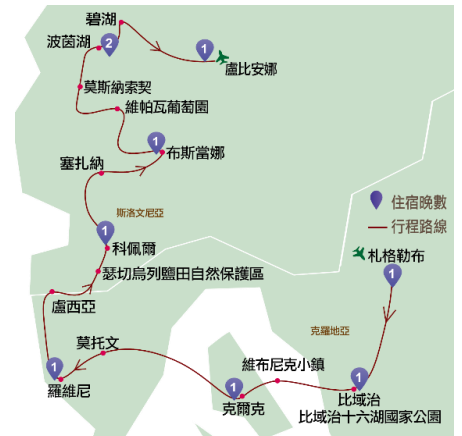 碧湖
波茵湖
2
1
盧比安娜
莫斯納索契
維帕瓦葡萄園
1
布斯當娜
塞扎納
斯洛文尼亞
住宿晚數
行程路線
1
科佩爾
札格勒布
1
瑟切烏列鹽田自然保護區
盧西亞
克羅地亞
莫托文
維布尼克小鎮
1
羅維尼
1
克爾克
1
比域治
比域治十六湖國家公園